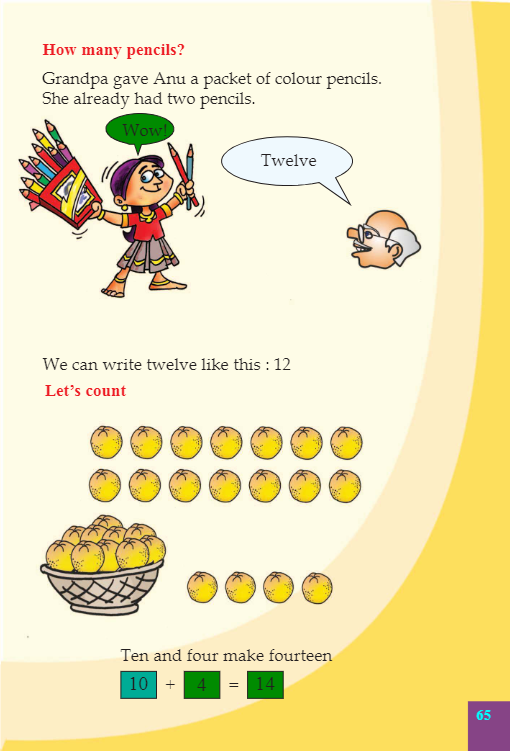 How many pencils?
Grandpa gave Anu a packet of colour pencils.
She already had two pencils.
Wow!
Twelve
We can write twelve like this : 12
Let's count
Ten and four make fourteen
10 + 4 = 14
65